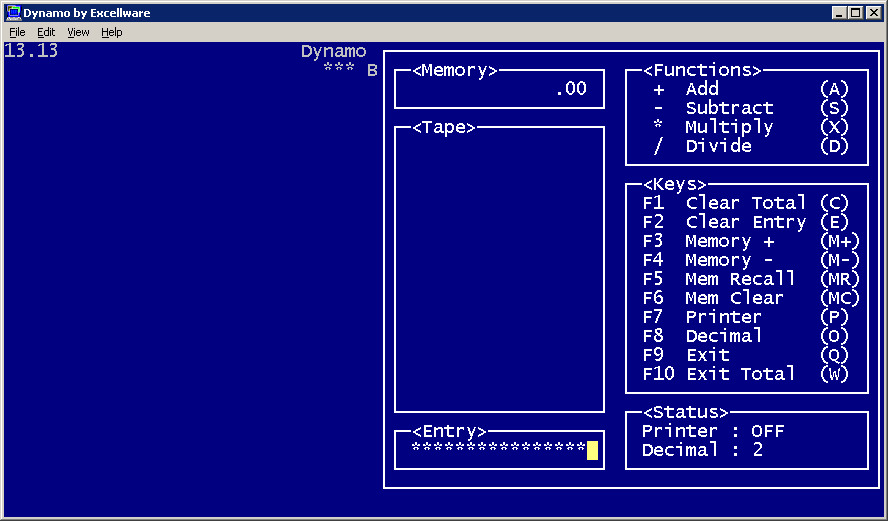 Dynamo by Excellware
File Edit View Help
13.13 Dynamo
*** B
<Memory>
.00
<Tape>
<Entry>
****************
<Functions>
+ Add (A)
- Subtract (S)
* Multiply (X)
/ Divide (D)
<Keys>
F1 Clear Total (C)
F2 Clear Entry (E)
F3 Memory + (M+)
F4 Memory - (M-)
F5 Mem Recall (MR)
F6 Mem Clear (MC)
F7 Printer (P)
F8 Decimal (O)
F9 Exit (Q)
F10 Exit Total (W)
<Status>
Printer : OFF
Decimal : 2